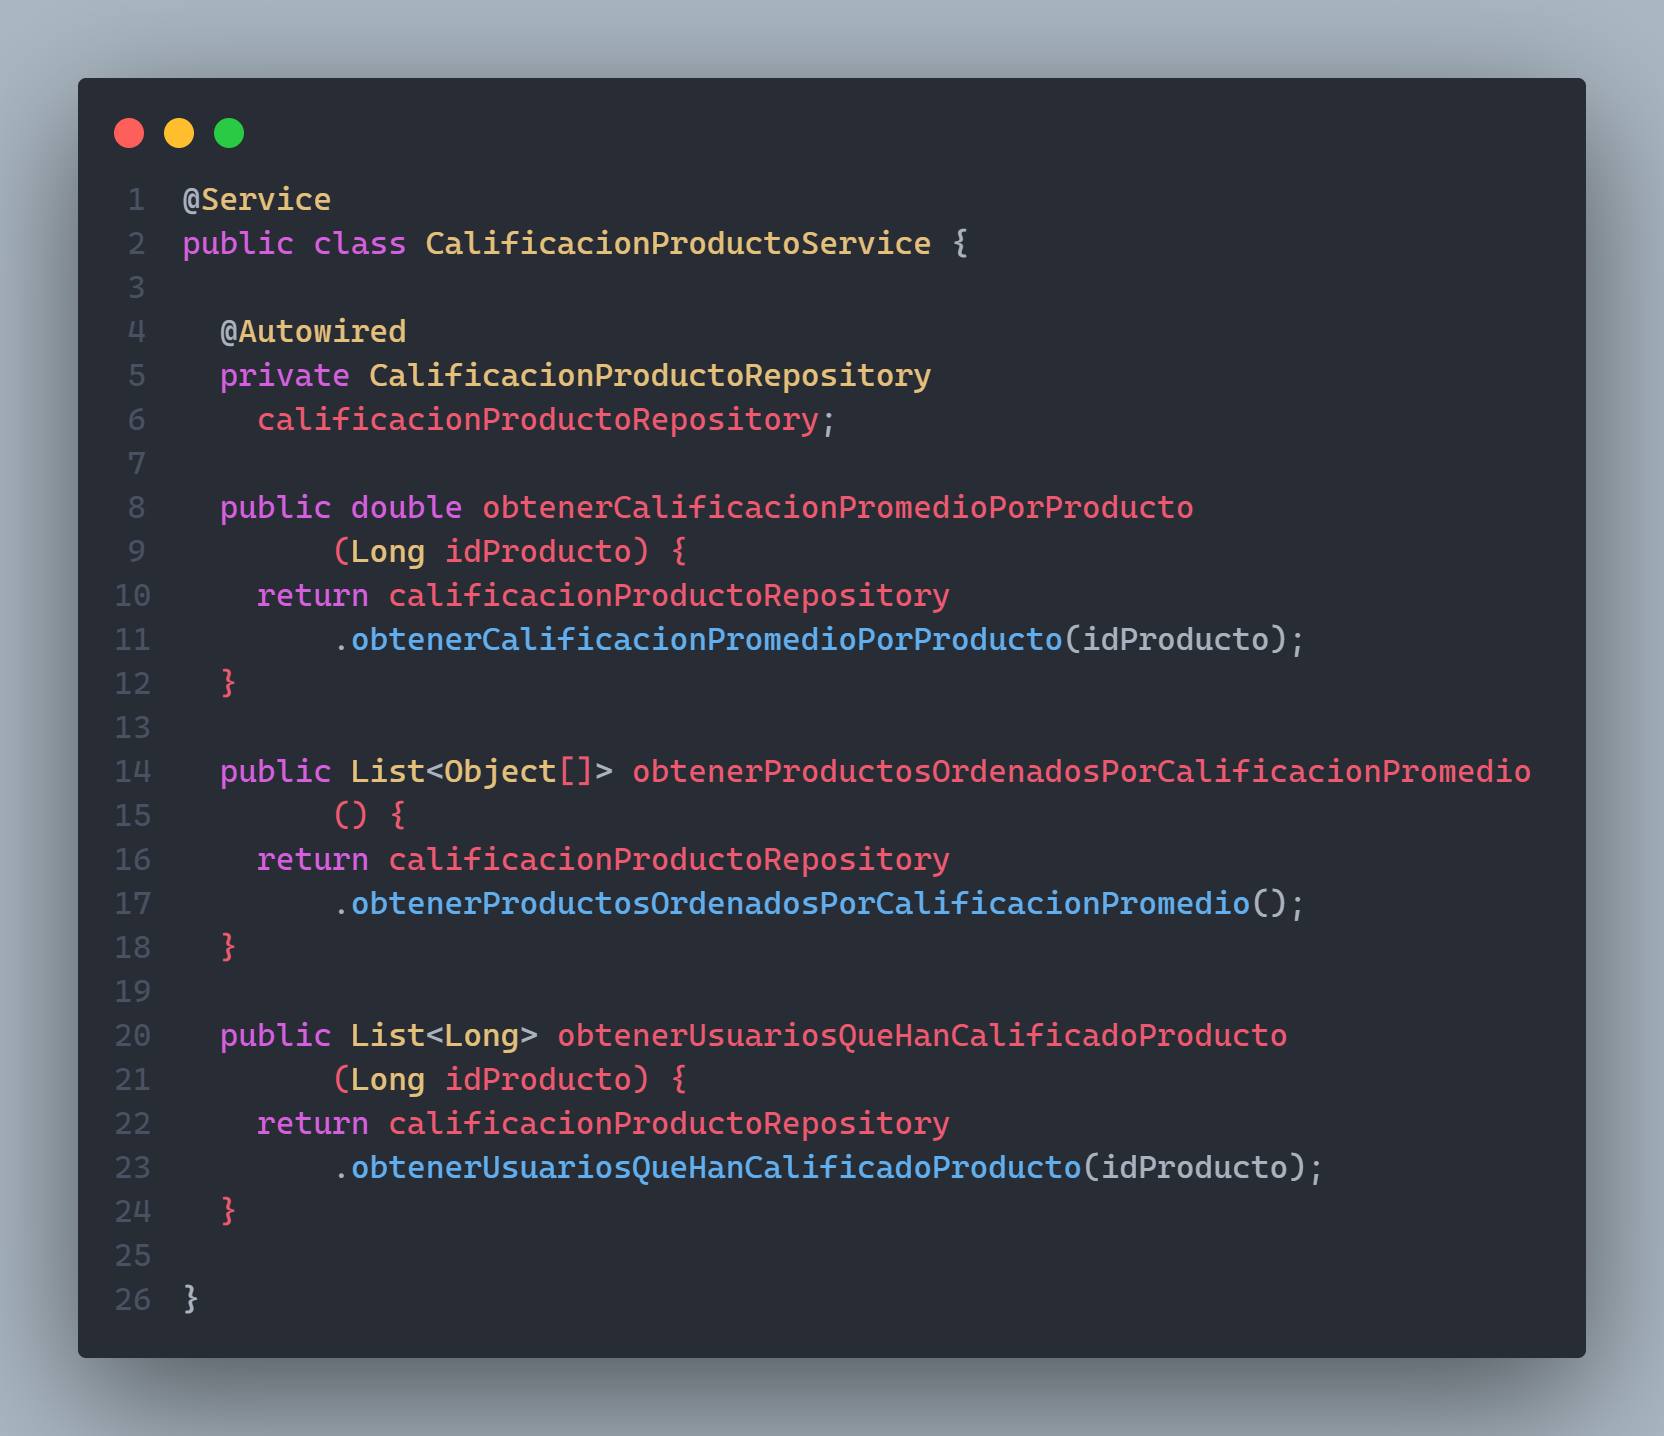 1 @Service
2 public class CalificacionProductoService {
3
4   @Autowired
5   private CalificacionProductoRepository
6     calificacionProductoRepository;
7
8   public double obtenerCalificacionPromedioPorProducto
9         (Long idProducto) {
10     return calificacionProductoRepository
11         .obtenerCalificacionPromedioPorProducto(idProducto);
12   }
13
14   public List<Object[]> obtenerProductosOrdenadosPorCalificacionPromedio
15         () {
16     return calificacionProductoRepository
17         .obtenerProductosOrdenadosPorCalificacionPromedio();
18   }
19
20   public List<Long> obtenerUsuariosQueHanCalificadoProducto
21         (Long idProducto) {
22     return calificacionProductoRepository
23         .obtenerUsuariosQueHanCalificadoProducto(idProducto);
24   }
25
26 }